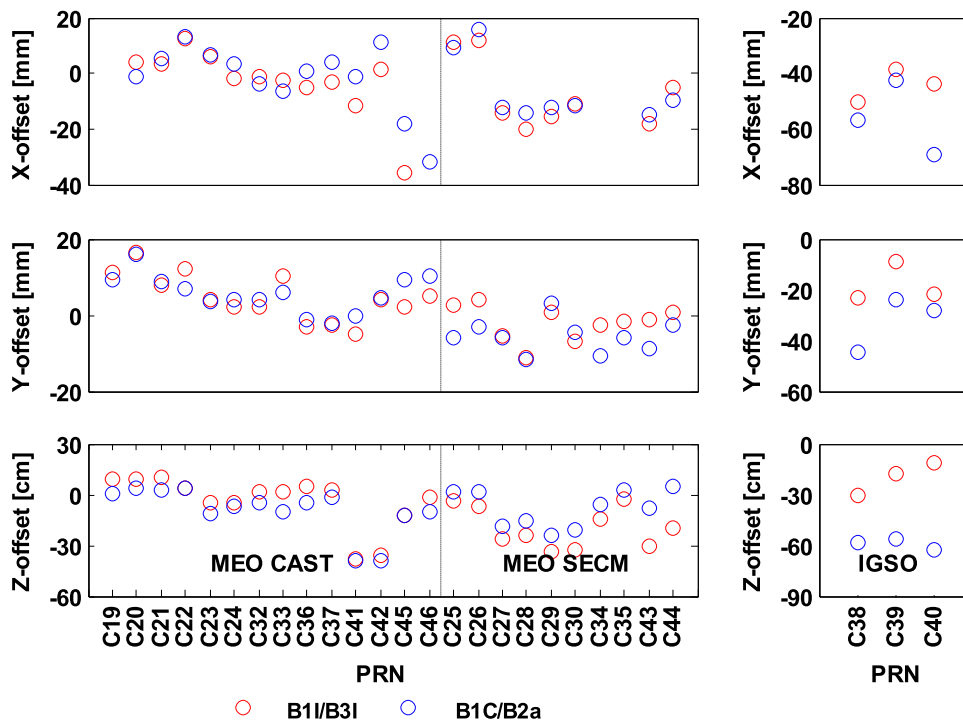 X-offset [mm]
20
0
-20
-40
-20
-40
-60
-80
X-offset [mm]
Y-offset [mm]
20
0
-20
0
-20
-40
-60
Y-offset [mm]
Z-offset [cm]
30
0
-30
-60
MEO CAST
MEO SECM
0
-30
-60
-90
Z-offset [cm]
IGSO
C19 C20 C21 C22 C23 C24 C32 C33 C36 C37 C41 C42 C45 C46 C25 C26 C27 C28 C29 C30 C34 C35 C43 C44
C38 C39 C40
PRN
PRN
B1I/B3I
B1C/B2a